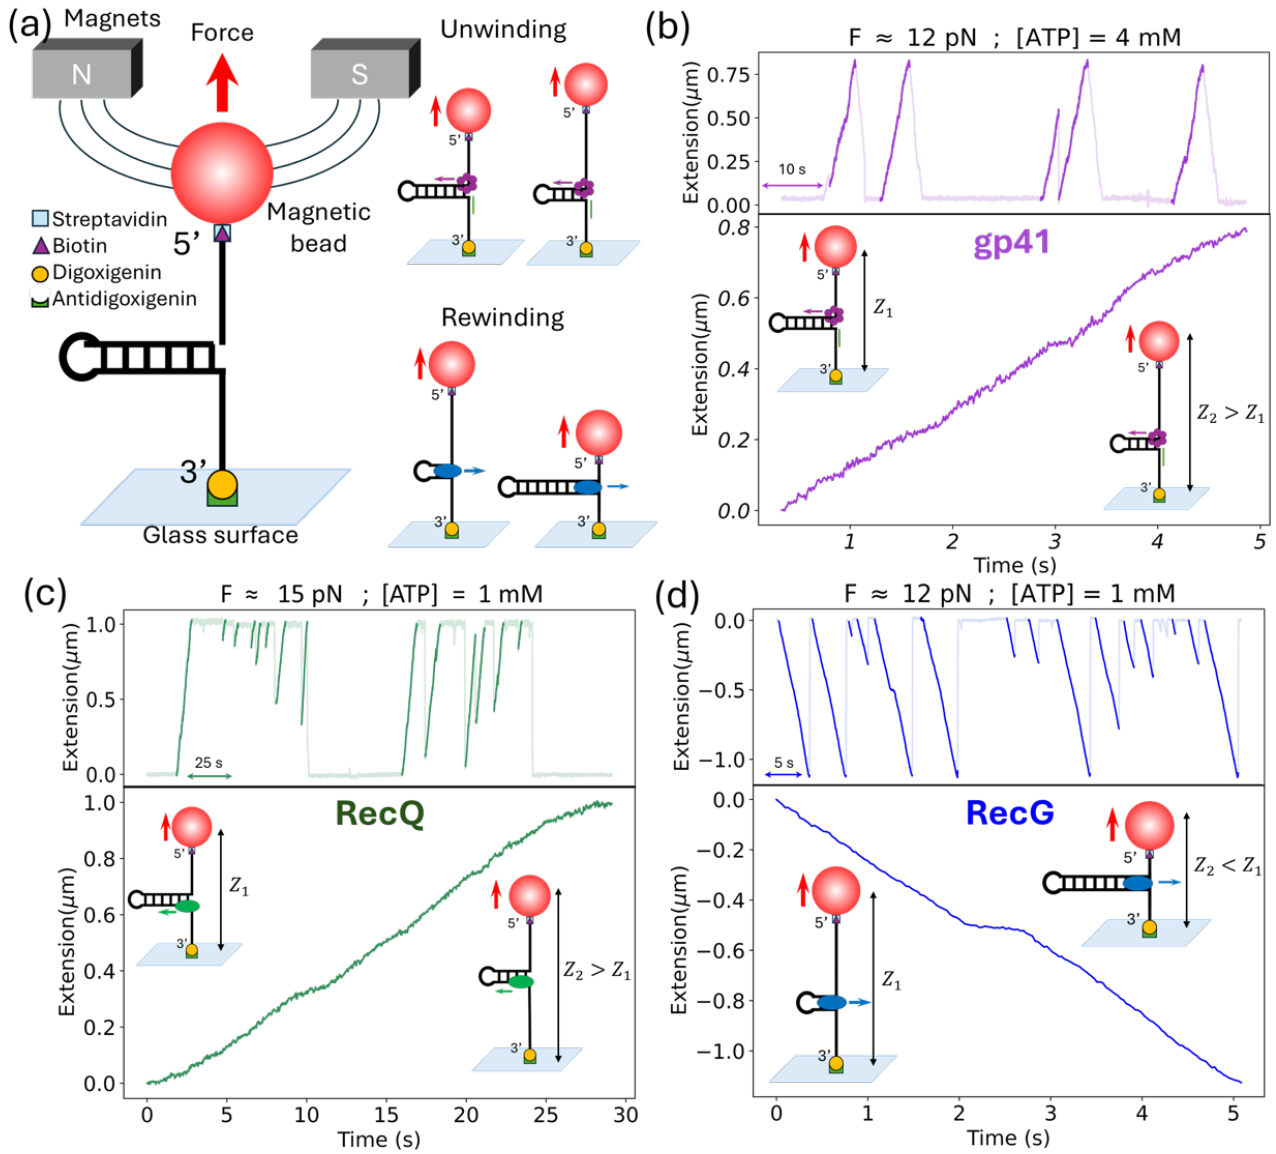 (a)
Magnets
N
S
Force
5'
Magnetic
bead
Streptavidin
Biotin
Digoxigenin
Antidigoxigenin
3'
Glass surface
Unwinding
5'
3'
5'
3'
Rewinding
5'
3'
5'
3'
(b)
F ≈ 12 pN ; [ATP] = 4 mM
Extension(μm)
0.75
0.50
0.25
0.00
10 s
gp41
Extension(μm)
0.8
0.6
0.4
0.2
0.0
5'
3'
Z1
5'
3'
Z2 > Z1
1
2
3
4
5
Time (s)
(c)
F ≈ 15 pN ; [ATP] = 1 mM
Extension(μm)
1.0
0.5
0.0
25 s
RecQ
Extension(μm)
1.0
0.8
0.6
0.4
0.2
0.0
5'
3'
Z1
5'
3'
Z2 > Z1
0
5
10
15
20
25
30
Time (s)
(d)
F ≈ 12 pN ; [ATP] = 1 mM
Extension(μm)
0.0
−0.5
−1.0
5 s
RecG
Extension(μm)
0.0
−0.2
−0.4
−0.6
−0.8
−1.0
5'
3'
Z1
5'
3'
Z2 < Z1
0
1
2
3
4
5
Time (s)